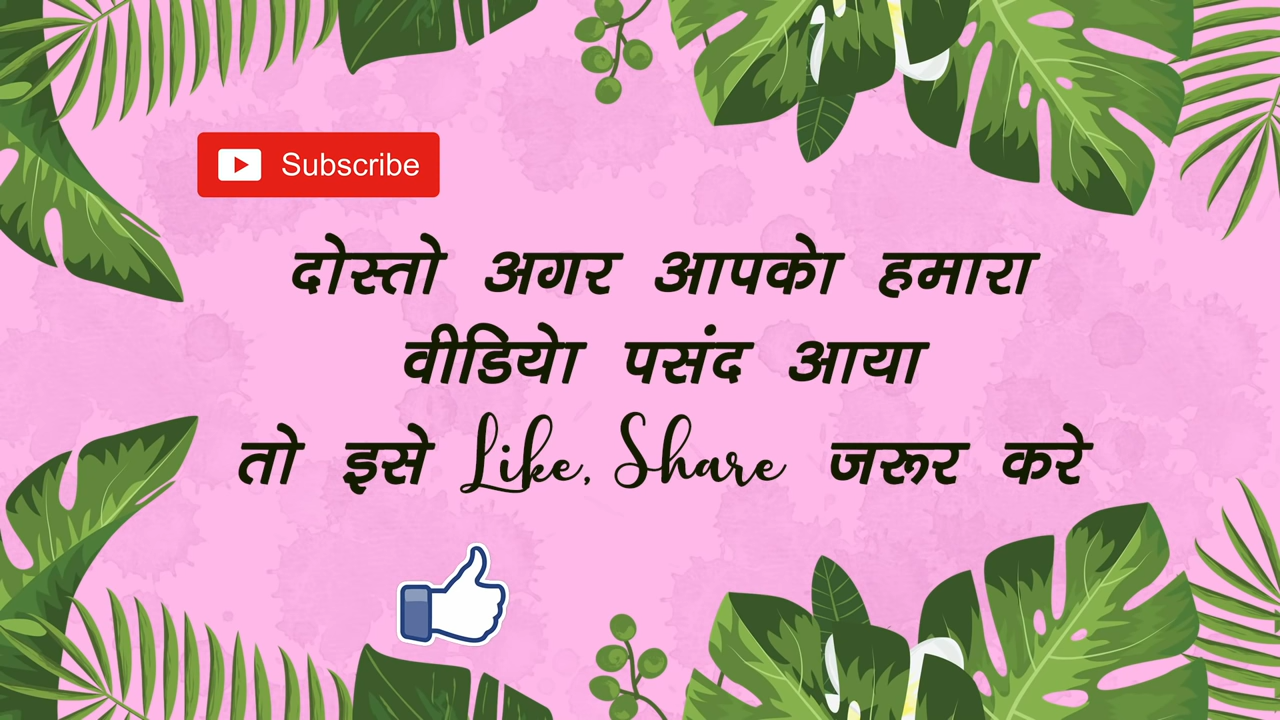 Subscribe
दोस्तो अगर आपको हमारा
वीडियो पसंद आया
तो इसे Like, Share जरूर करे